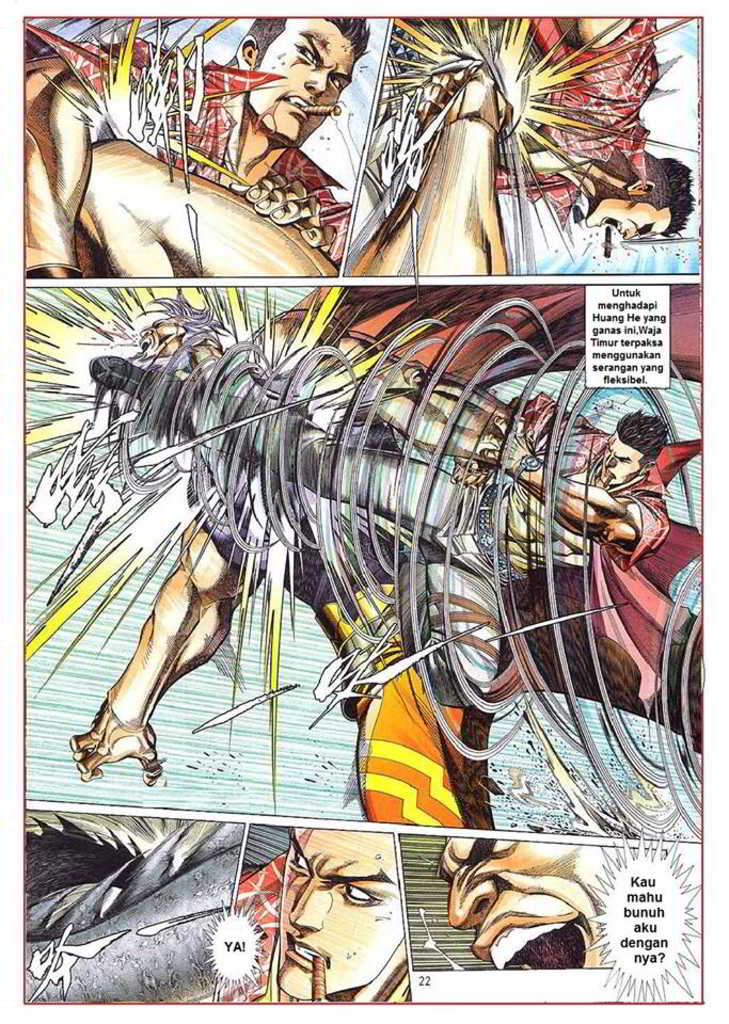 Untuk
menghadapi
Huang He yang
ganas ini,Waja
Timur terpaksa
menggunakan
serangan yang
fleksibel.
YA!
Kau
mahu
bunuh
aku
dengan
nya?
22